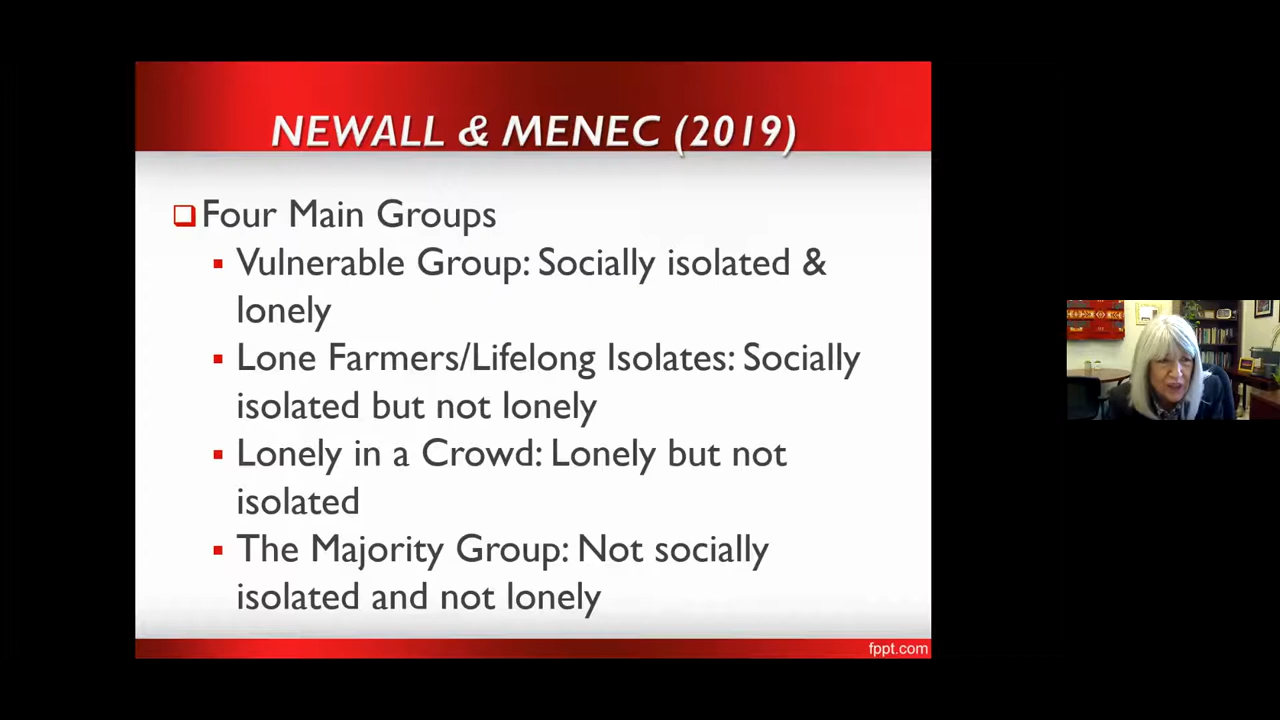 NEWALL & MENEC (2019)
Four Main Groups
Vulnerable Group: Socially isolated &
lonely
Lone Farmers/Lifelong Isolates: Socially
isolated but not lonely
Lonely in a Crowd: Lonely but not
isolated
The Majority Group: Not socially
isolated and not lonely
fppt.com